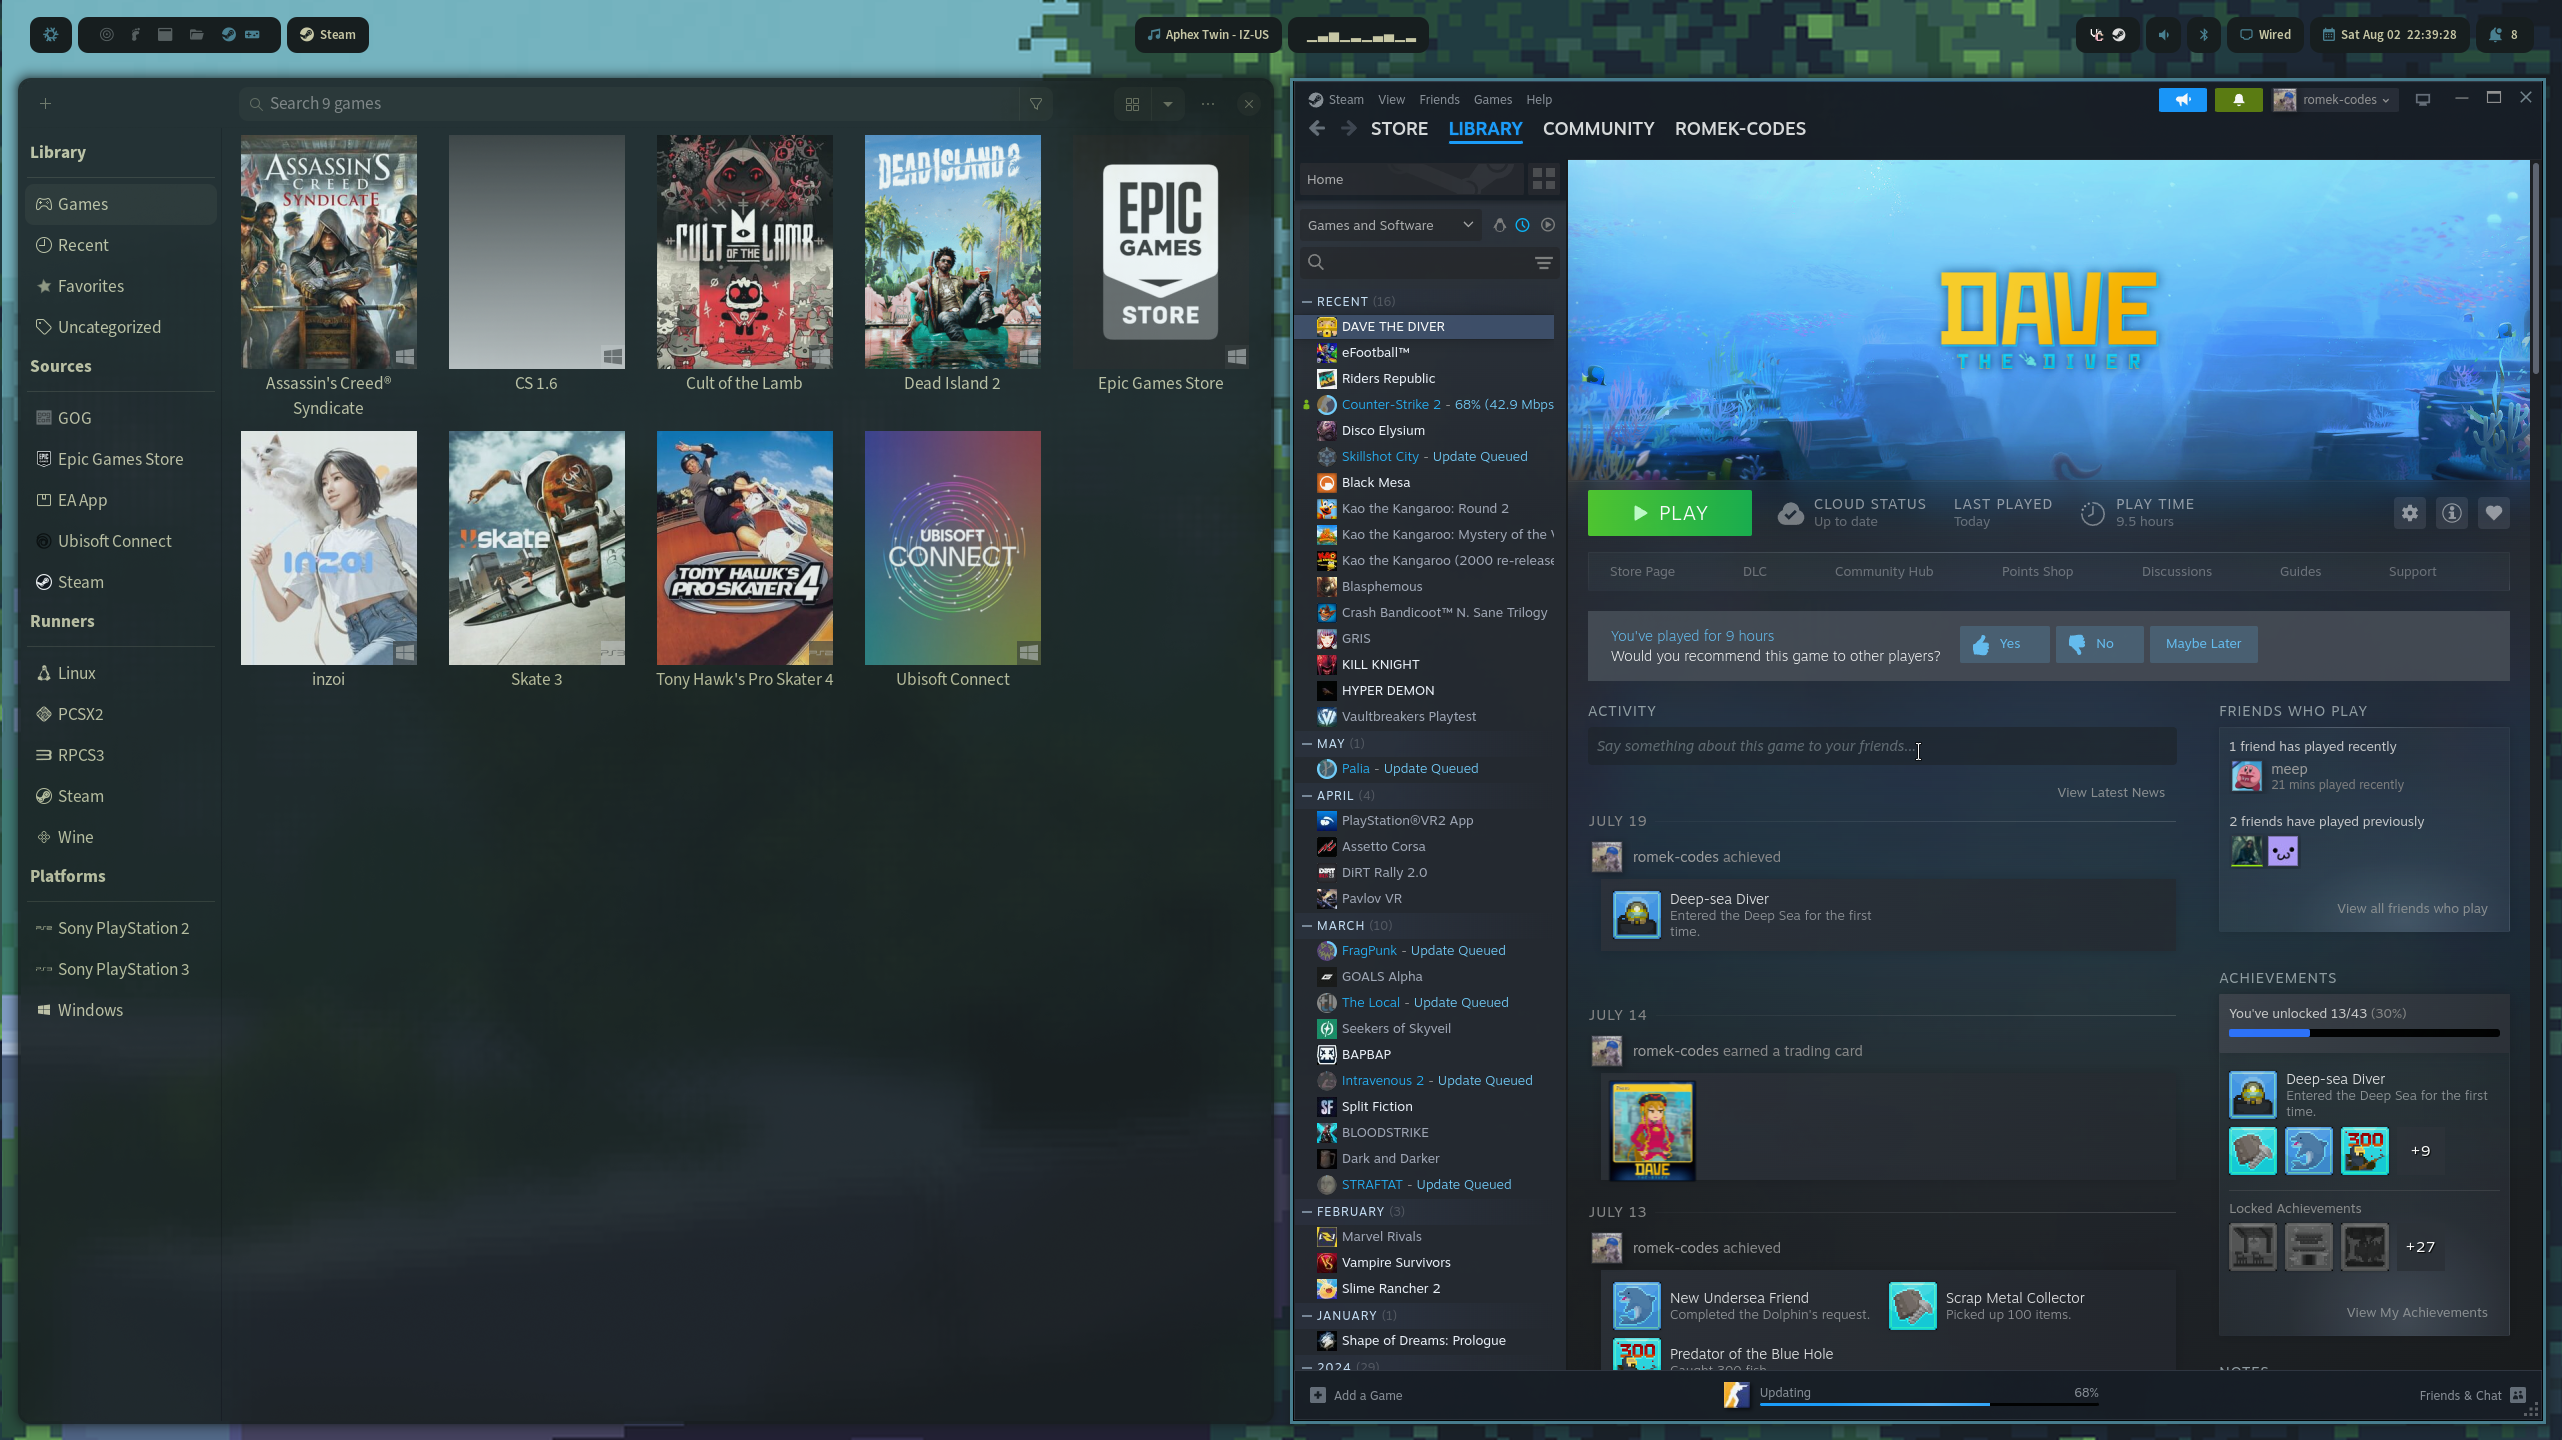 Steam
Aphex Twin - IZ-US
Wired
Sat Aug 02 22:39:28
8
Search 9 games
Library
Games
Recent
Favorites
Uncategorized
Sources
GOG
Epic Games Store
EA App
Ubisoft Connect
Steam
Runners
Linux
PCSX2
RPCS3
Steam
Wine
Platforms
Sony PlayStation 2
Sony PlayStation 3
Windows
ASSASSIN'S
CREED
SYNDICATE
Assassin's Creed®
Syndicate
CS 1.6
CULT OF THE LAMB
Cult of the Lamb
DEAD ISLAND 2
Dead Island 2
EPIC
GAMES
STORE
Epic Games Store
inZOI
inzoi
skate
PS3
Skate 3
TONY HAWK'S
PRO SKATER 4
Tony Hawk's Pro Skater 4
UBISOFT
CONNECT
Ubisoft Connect
Steam View Friends Games Help
romek-codes
STORE LIBRARY COMMUNITY ROMEK-CODES
Home
Games and Software
RECENT (16)
DAVE THE DIVER
eFootball™
Riders Republic
Counter-Strike 2 - 68% (42.9 Mbps
Disco Elysium
Skillshot City - Update Queued
Black Mesa
Kao the Kangaroo: Round 2
Kao the Kangaroo: Mystery of the
Kao the Kangaroo (2000 re-release
Blasphemous
Crash Bandicoot™ N. Sane Trilogy
GRIS
KILL KNIGHT
HYPER DEMON
Vaultbreakers Playtest
MAY (1)
Palia - Update Queued
APRIL (4)
PlayStation®VR2 App
Assetto Corsa
DiRT Rally 2.0
Pavlov VR
MARCH (10)
FragPunk - Update Queued
GOALS Alpha
The Local - Update Queued
Seekers of Skyveil
BAPBAP
Intravenous 2 - Update Queued
Split Fiction
BLOODSTRIKE
Dark and Darker
STRAFTAT - Update Queued
FEBRUARY (3)
Marvel Rivals
Vampire Survivors
Slime Rancher 2
JANUARY (1)
Shape of Dreams: Prologue
2024 (29)
DAVE
THE DIVER
PLAY
CLOUD STATUS
Up to date
LAST PLAYED
Today
PLAY TIME
9.5 hours
Store Page DLC Community Hub Points Shop Discussions Guides Support
You've played for 9 hours
Would you recommend this game to other players?
Yes
No
Maybe Later
ACTIVITY
Say something about this game to your friends...
View Latest News
JULY 19
romek-codes achieved
Deep-sea Diver
Entered the Deep Sea for the first
time.
JULY 14
romek-codes earned a trading card
DAVE
JULY 13
romek-codes achieved
New Undersea Friend
Completed the Dolphin's request.
Scrap Metal Collector
Picked up 100 items.
300
Predator of the Blue Hole
Caught 300 fish
FRIENDS WHO PLAY
1 friend has played recently
meep
21 mins played recently
2 friends have played previously
View all friends who play
ACHIEVEMENTS
You've unlocked 13/43 (30%)
Deep-sea Diver
Entered the Deep Sea for the first
time.
300
+9
Locked Achievements
+27
View My Achievements
NOTES
Add a Game
Updating
68%
Friends & Chat